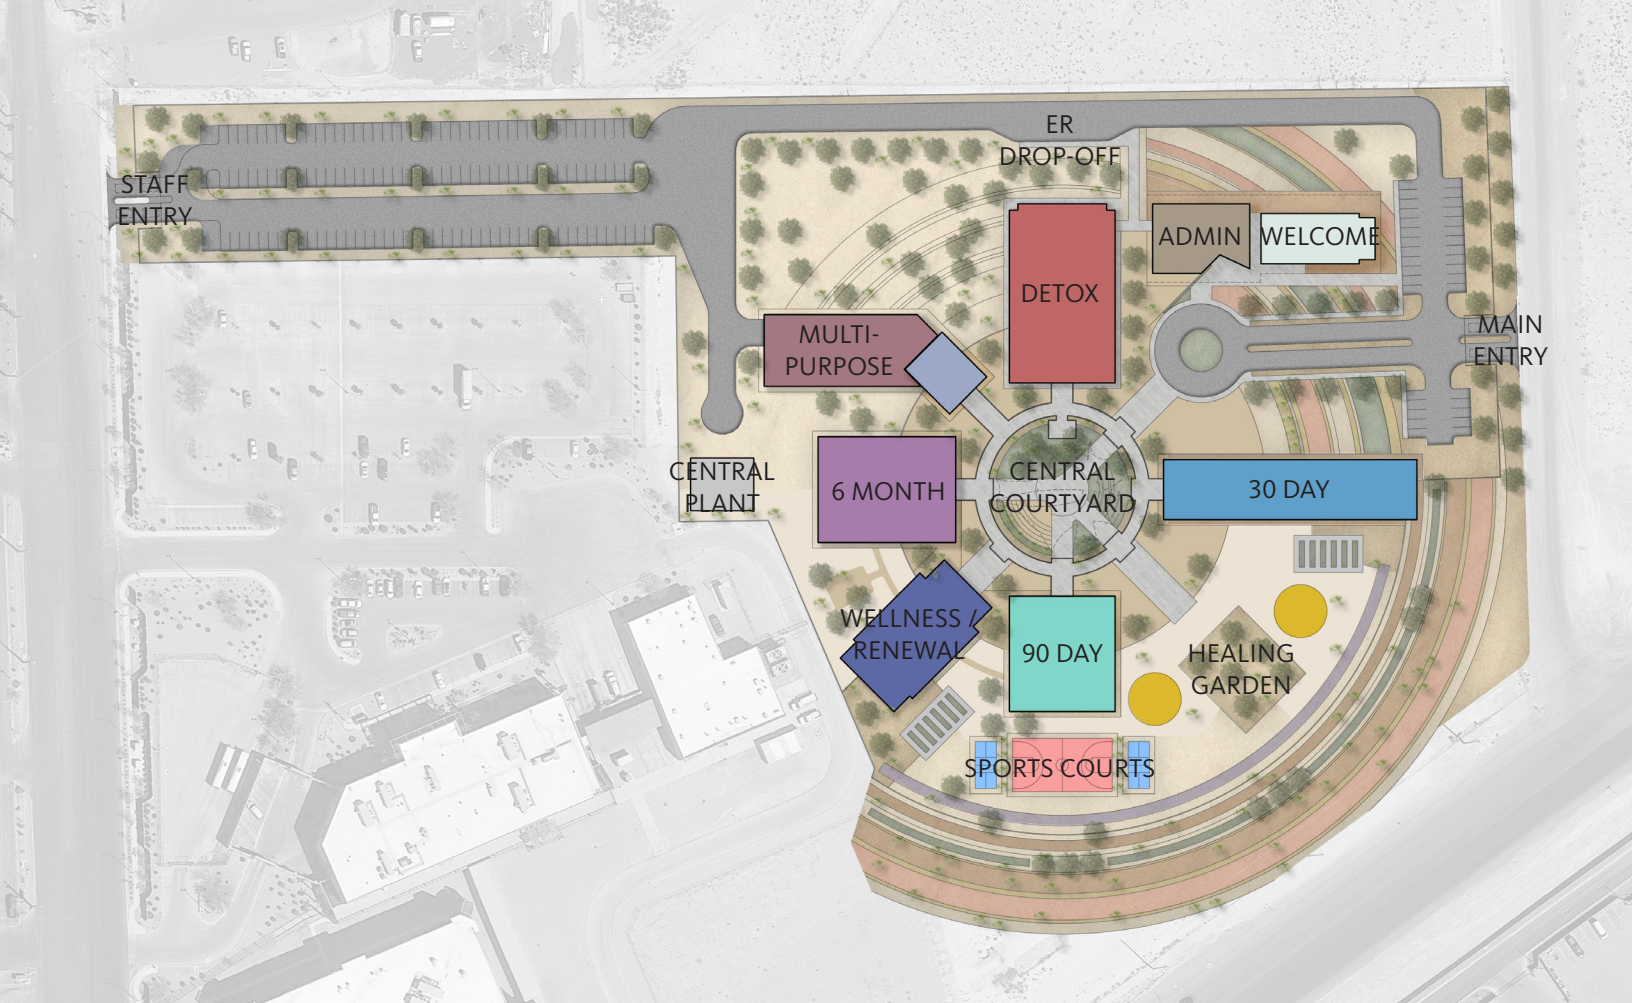 ER
DROP-OFF
STAFF
ENTRY
ADMIN
WELCOME
DETOX
MULTI-
PURPOSE
MAIN
ENTRY
CENTRAL
PLANT
6 MONTH
CENTRAL
COURTYARD
30 DAY
WELLNESS /
RENEWAL
90 DAY
HEALING
GARDEN
SPORTS COURTS